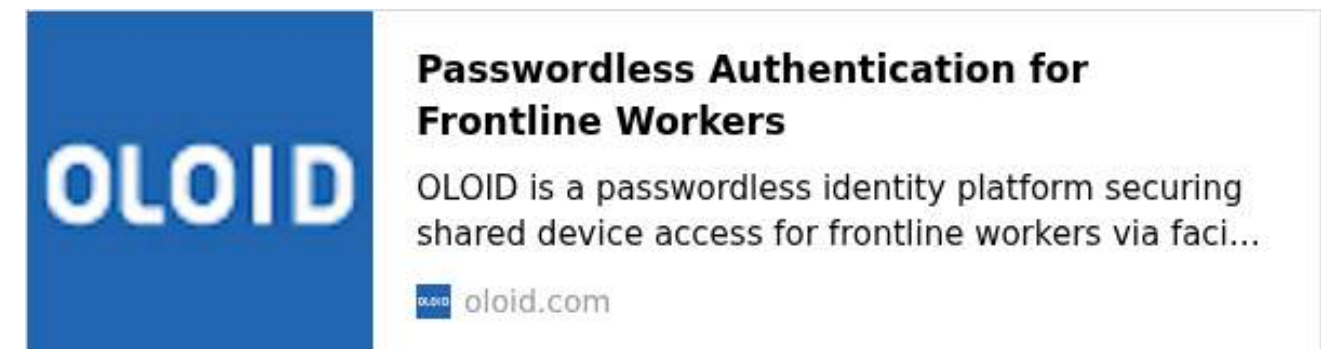 OLOID
Passwordless Authentication for
Frontline Workers
OLOID is a passwordless identity platform securing
shared device access for frontline workers via faci...
OLOID oloid.com